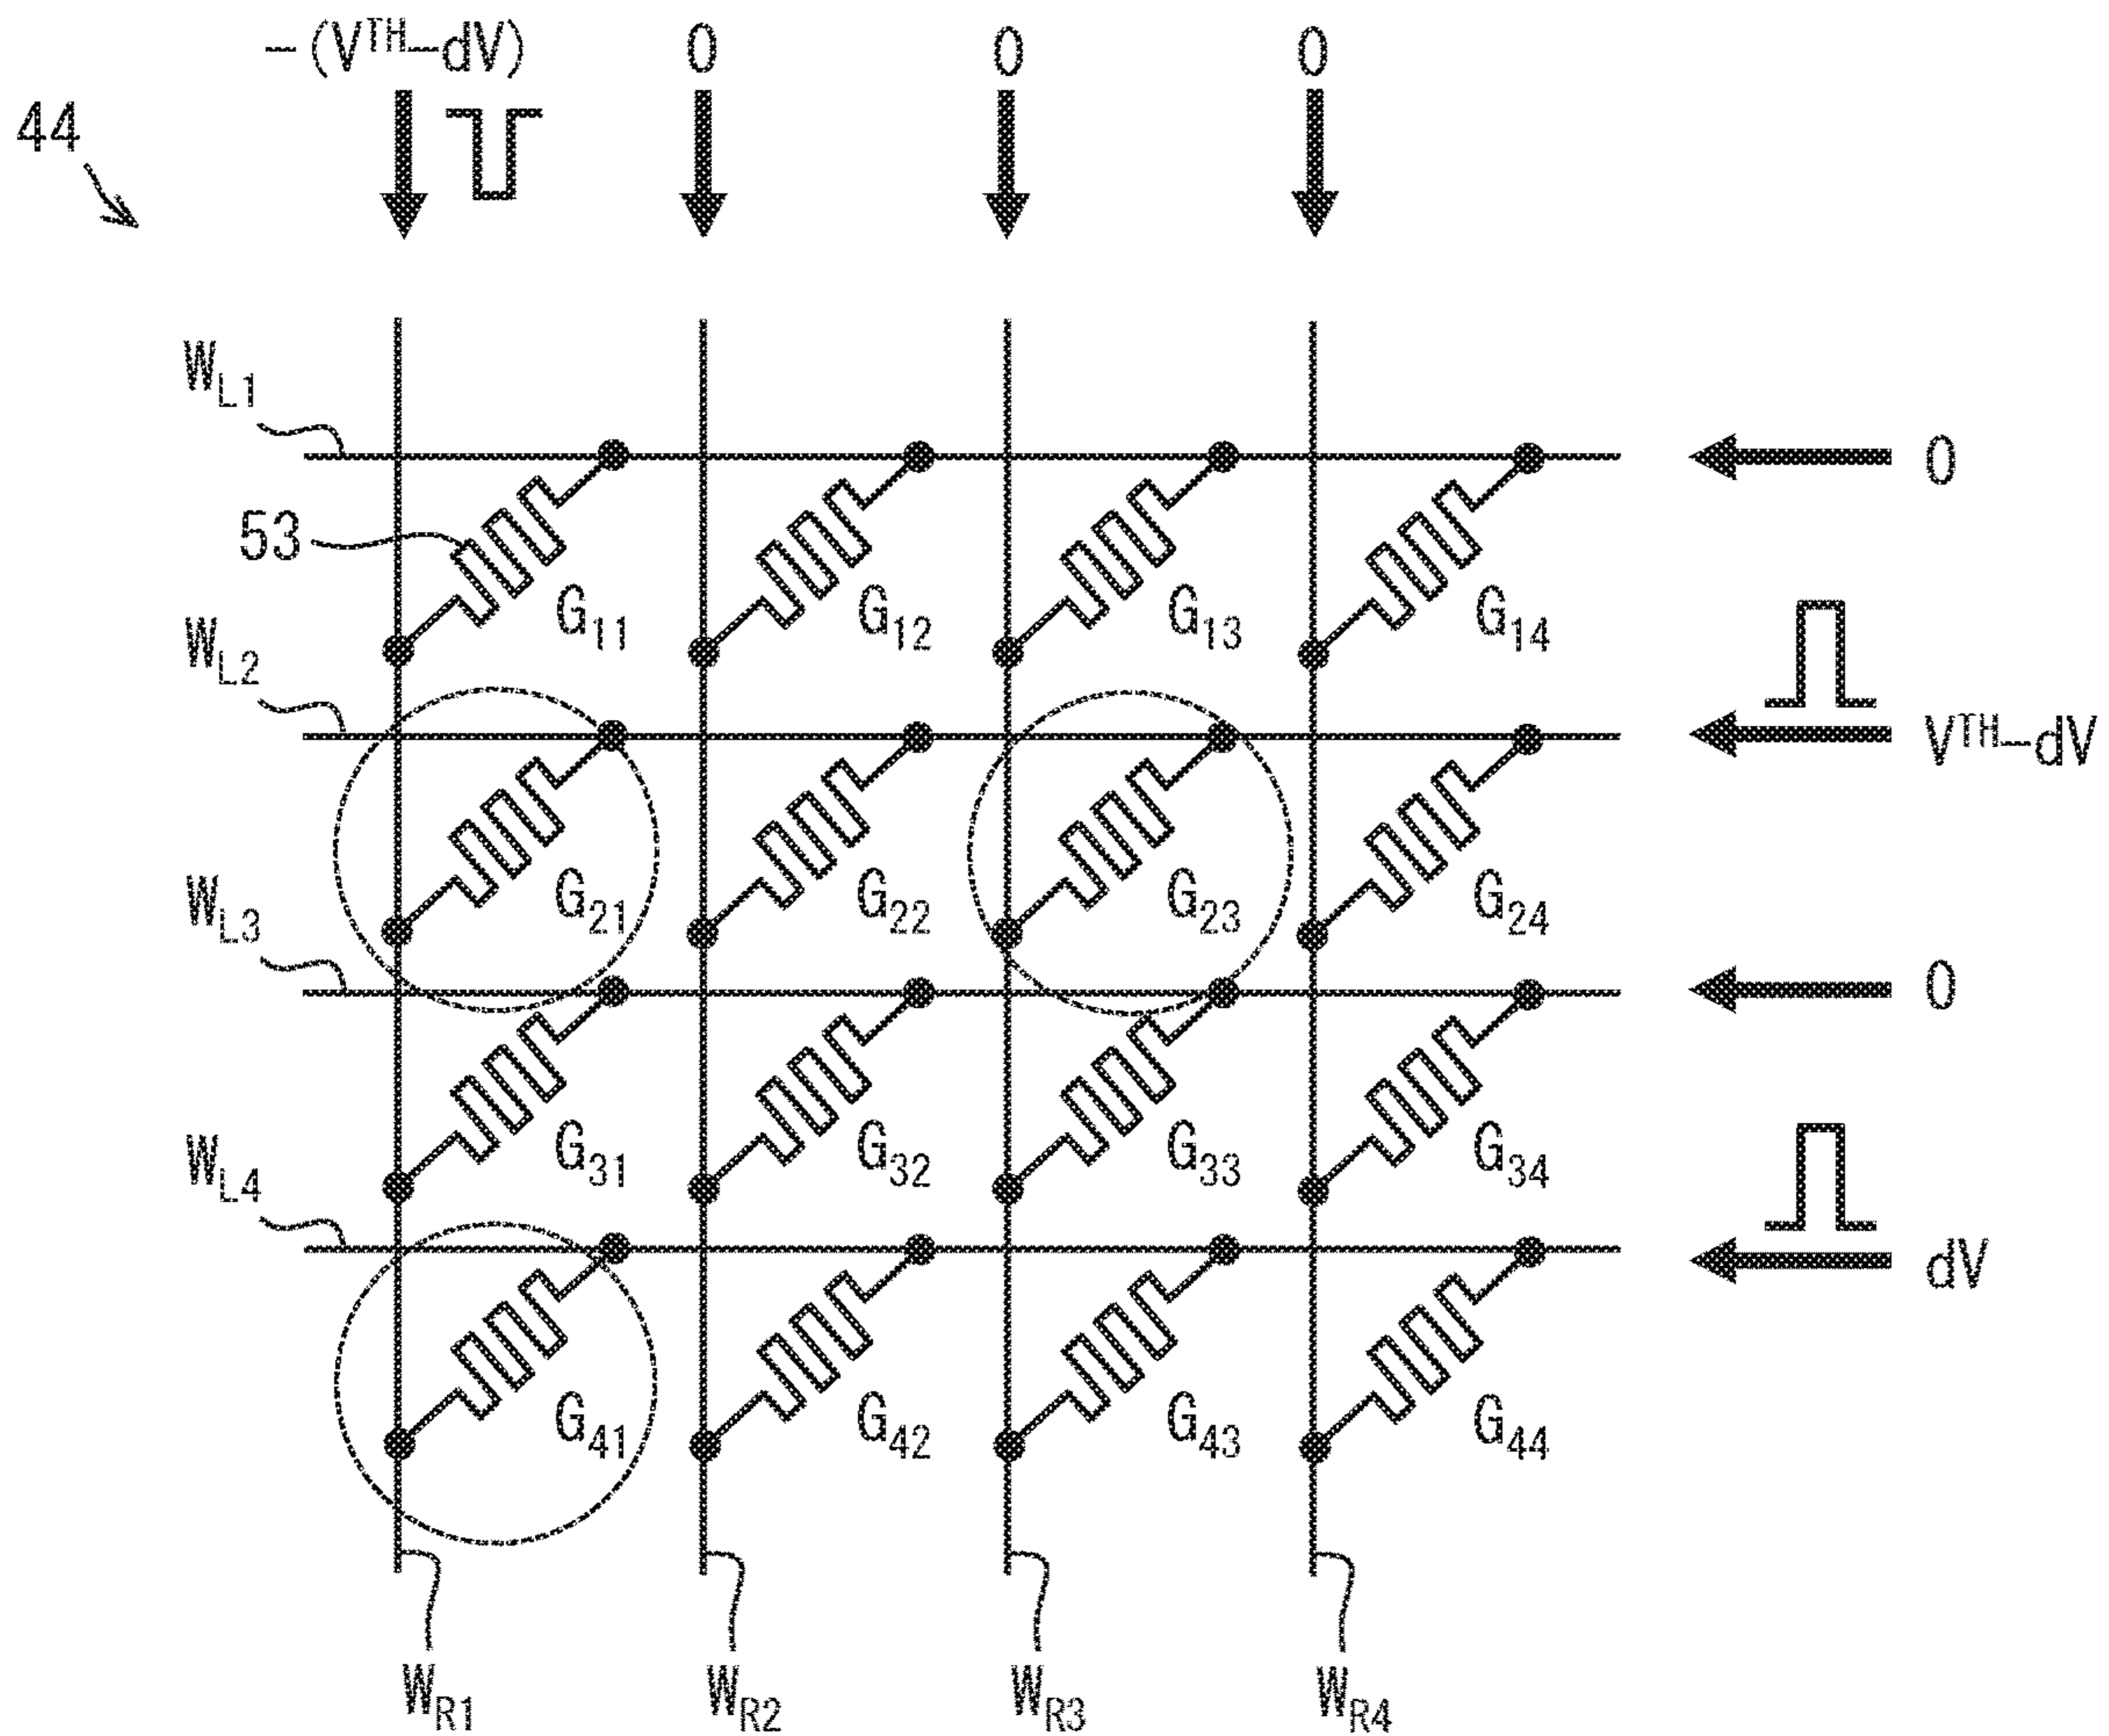 -(V^TH-dV) 0 0 0
44
W_L1
0
53
G_11 G_12 G_13 G_14
W_L2
V^TH-dV
G_21 G_22 G_23 G_24
W_L3
0
G_31 G_32 G_33 G_34
W_L4
dV
G_41 G_42 G_43 G_44
W_R1 W_R2 W_R3 W_R4